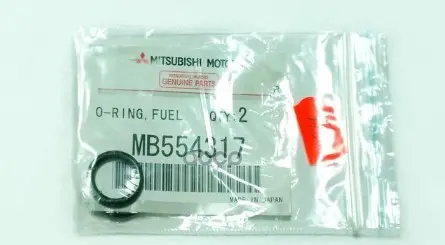 MITSUBISHI MOTO
GENUINE PARTS
O-RING, FUEL QTY:2
MB554317
MADE IN JAPAN